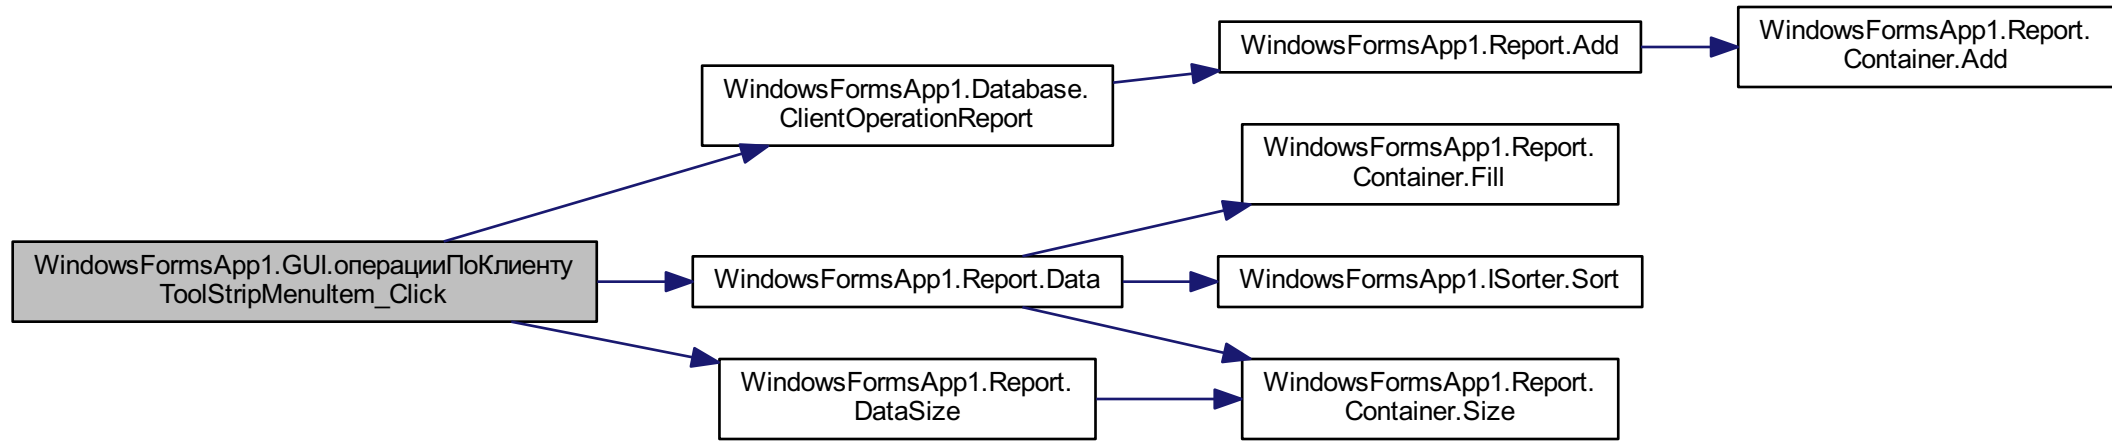 WindowsFormsApp1.GUI.операцииПоКлиенту
ToolStripMenuItem_Click
WindowsFormsApp1.Database.
ClientOperationReport
WindowsFormsApp1.Report.Add
WindowsFormsApp1.Report.
Container.Add
WindowsFormsApp1.Report.Data
WindowsFormsApp1.Report.
Container.Fill
WindowsFormsApp1.ISorter.Sort
WindowsFormsApp1.Report.
Container.Size
WindowsFormsApp1.Report.
DataSize